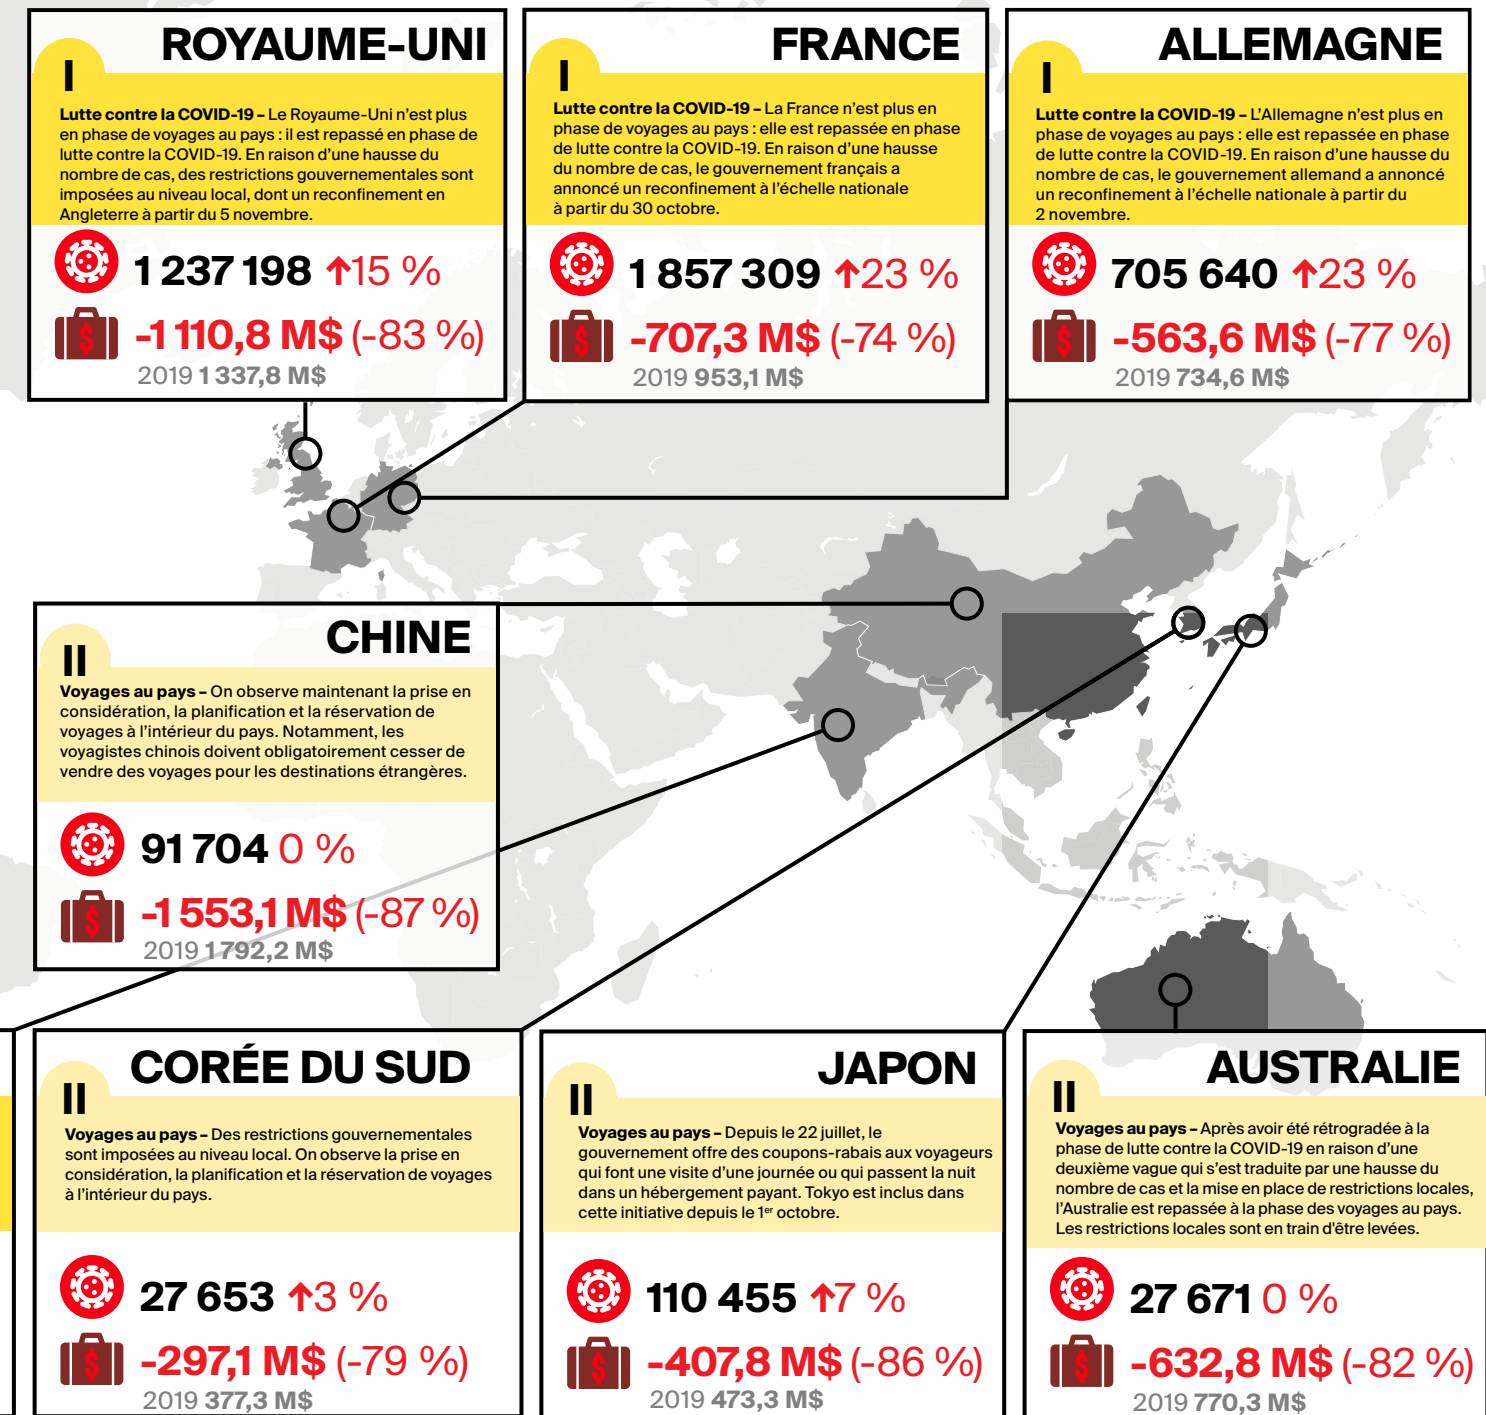 ROYAUME-UNI
I
Lutte contre la COVID-19 – Le Royaume-Uni n'est plus
en phase de voyages au pays : il est repassé en phase de
lutte contre la COVID-19. En raison d'une hausse du
nombre de cas, des restrictions gouvernementales sont
imposées au niveau local, dont un reconfinement en
Angleterre à partir du 5 novembre.
1 237 198 ↑15 %
$ -1 110,8 M$ (-83 %)
2019 1 337,8 M$
FRANCE
I
Lutte contre la COVID-19 – La France n'est plus en
phase de voyages au pays : elle est repassée en phase
de lutte contre la COVID-19. En raison d'une hausse
du nombre de cas, le gouvernement français a
annoncé un reconfinement à l'échelle nationale
à partir du 30 octobre.
1 857 309 ↑23 %
$ -707,3 M$ (-74 %)
2019 953,1 M$
ALLEMAGNE
I
Lutte contre la COVID-19 – L'Allemagne n'est plus en
phase de voyages au pays : elle est repassée en phase
de lutte contre la COVID-19. En raison d'une hausse du
nombre de cas, le gouvernement allemand a annoncé
un reconfinement à l'échelle nationale à partir du
2 novembre.
705 640 ↑23 %
$ -563,6 M$ (-77 %)
2019 734,6 M$
CHINE
II
Voyages au pays – On observe maintenant la prise en
considération, la planification et la réservation de
voyages à l'intérieur du pays. Notamment, les
voyagistes chinois doivent obligatoirement cesser de
vendre des voyages pour les destinations étrangères.
91 704 0 %
$ -1 553,1 M$ (-87 %)
2019 1 792,2 M$
CORÉE DU SUD
II
Voyages au pays – Des restrictions gouvernementales
sont imposées au niveau local. On observe la prise en
considération, la planification et la réservation de voyages
à l'intérieur du pays.
27 653 ↑3 %
$ -297,1 M$ (-79 %)
2019 377,3 M$
JAPON
II
Voyages au pays – Depuis le 22 juillet, le
gouvernement offre des coupons-rabais aux voyageurs
qui font une visite d'une journée ou qui passent la nuit
dans un hébergement payant. Tokyo est inclus dans
cette initiative depuis le 1er octobre.
110 455 ↑7 %
$ -407,8 M$ (-86 %)
2019 473,3 M$
AUSTRALIE
II
Voyages au pays – Après avoir été rétrogradée à la
phase de lutte contre la COVID-19 en raison d'une
deuxième vague qui s'est traduite par une hausse du
nombre de cas et la mise en place de restrictions locales,
l'Australie est repassée à la phase des voyages au pays.
Les restrictions locales sont en train d'être levées.
27 671 0 %
$ -632,8 M$ (-82 %)
2019 770,3 M$